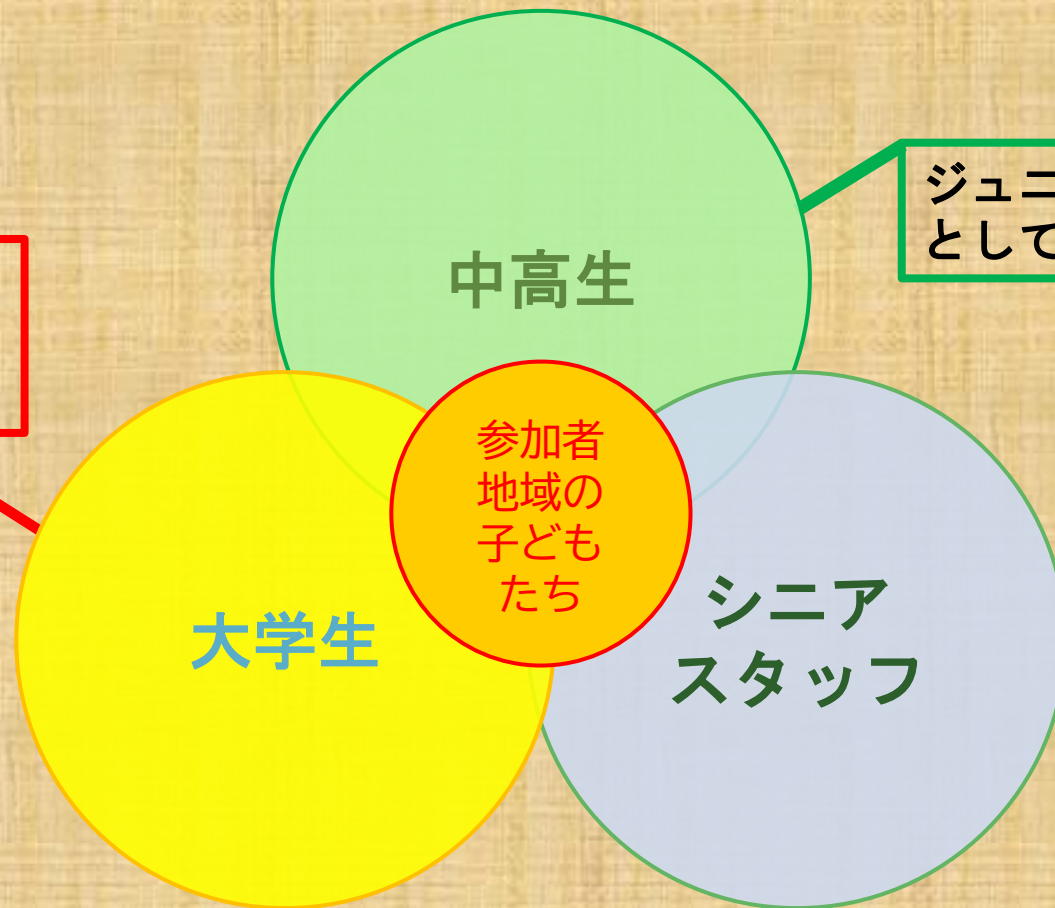 中高生
ジュニ
として
参加者
地域の
子ども
たち
大学生
シニア
スタッフ